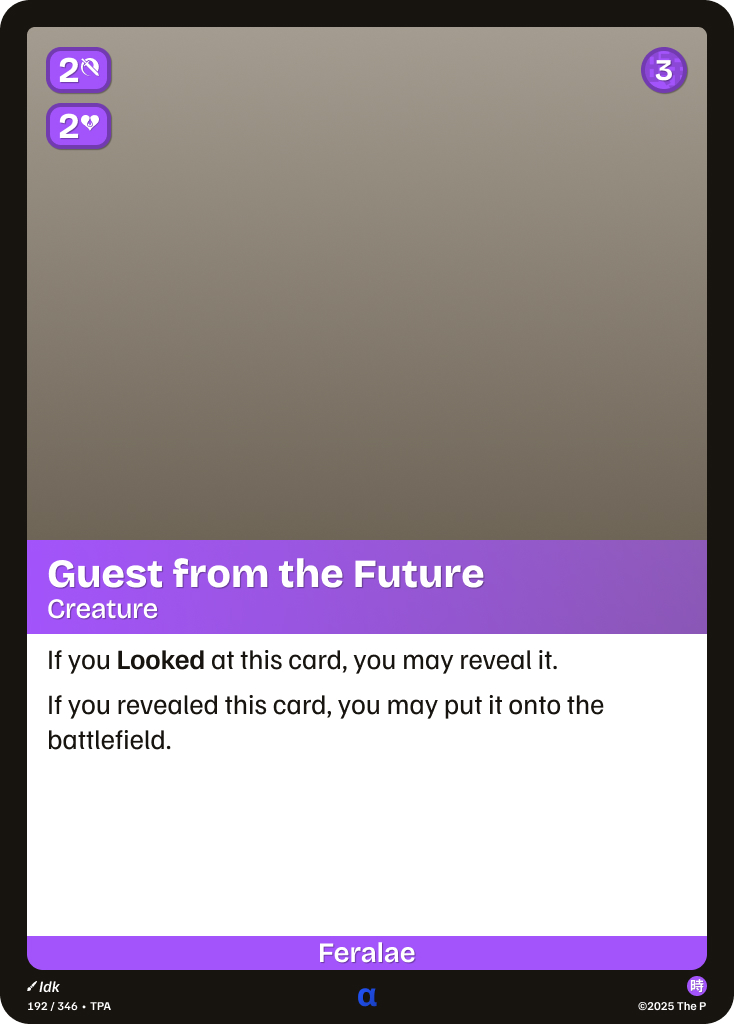 2
3
2
Guest from the Future
Creature
If you Looked at this card, you may reveal it.
If you revealed this card, you may put it onto the
battlefield.
Feralae
Idk
192 / 346 • TPA
α
時
©2025 The P